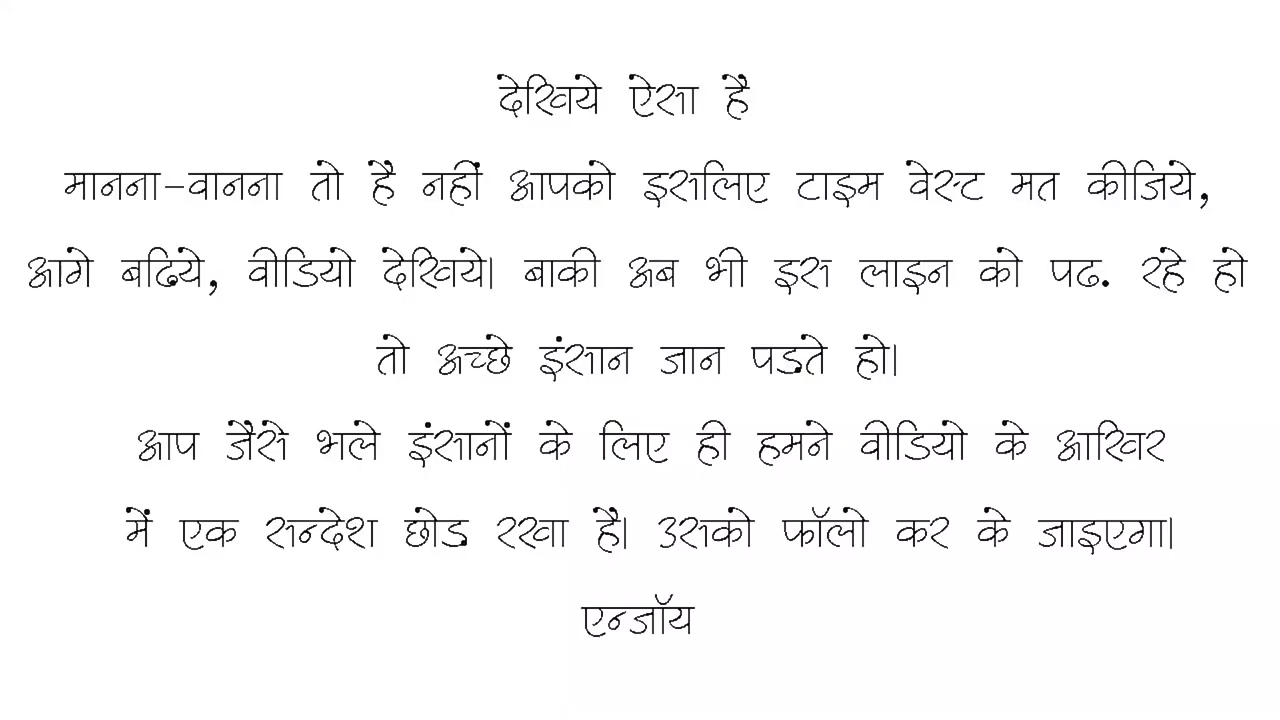 देखिये ऐसा है
मानना-वानना तो है नहीं आपको इसलिए टाइम वेस्ट मत कीजिये,
आगे बढिये, वीडियो देखिये। बाकी अब भी इस लाइन को पढ. रहे हो
तो अच्छे इंसान जान पडते हो।
आप जैसे भले इंसानों के लिए ही हमने वीडियो के आखिर
में एक सन्देश छोड रखा है। उसको फॉलो कर के जाइएगा।
एन्जॉय